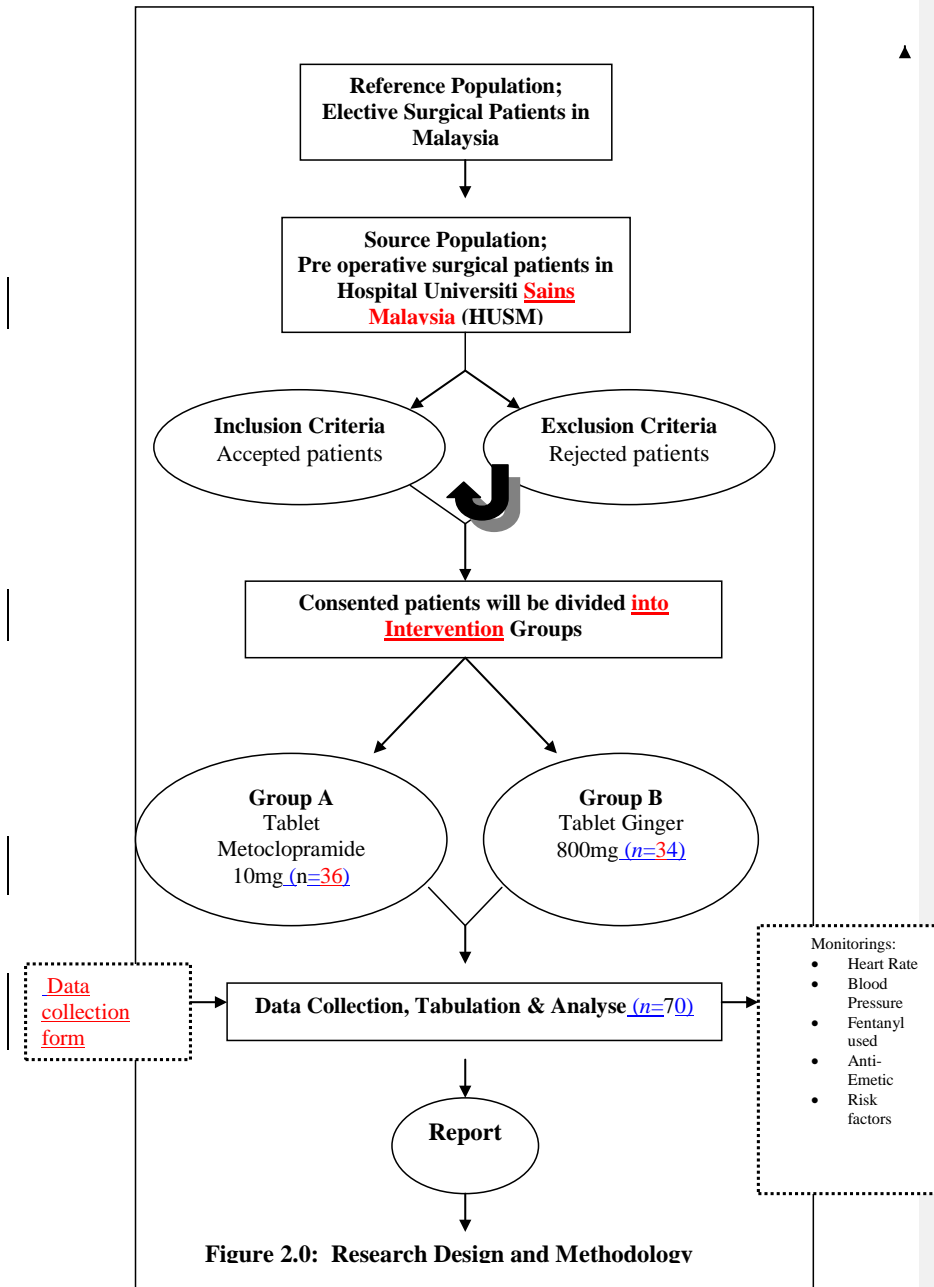 Reference Population;
Elective Surgical Patients in
Malaysia
Source Population;
Pre operative surgical patients in
Hospital Universiti Sains
Malaysia (HUSM)
Inclusion Criteria
Accepted patients
Exclusion Criteria
Rejected patients
Consented patients will be divided into
Intervention Groups
Group A
Tablet
Metoclopramide
10mg (n=36)
Group B
Tablet Ginger
800mg (n=34)
Data
collection
form
Data Collection, Tabulation & Analyse (n=70)
Monitorings:
• Heart Rate
• Blood
Pressure
• Fentanyl
used
• Anti-
Emetic
• Risk
factors
Report
Figure 2.0: Research Design and Methodology